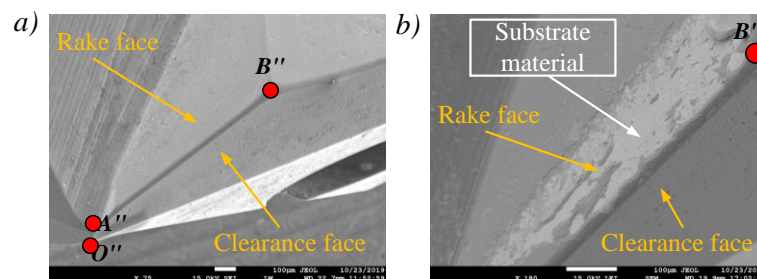 a)
Rake face
B''
A''
O''
Clearance face
100μm JEOL 10/23/2019
b)
Substrate
material
B'
Rake face
Clearance face
100μm JEOL 10/23/2019